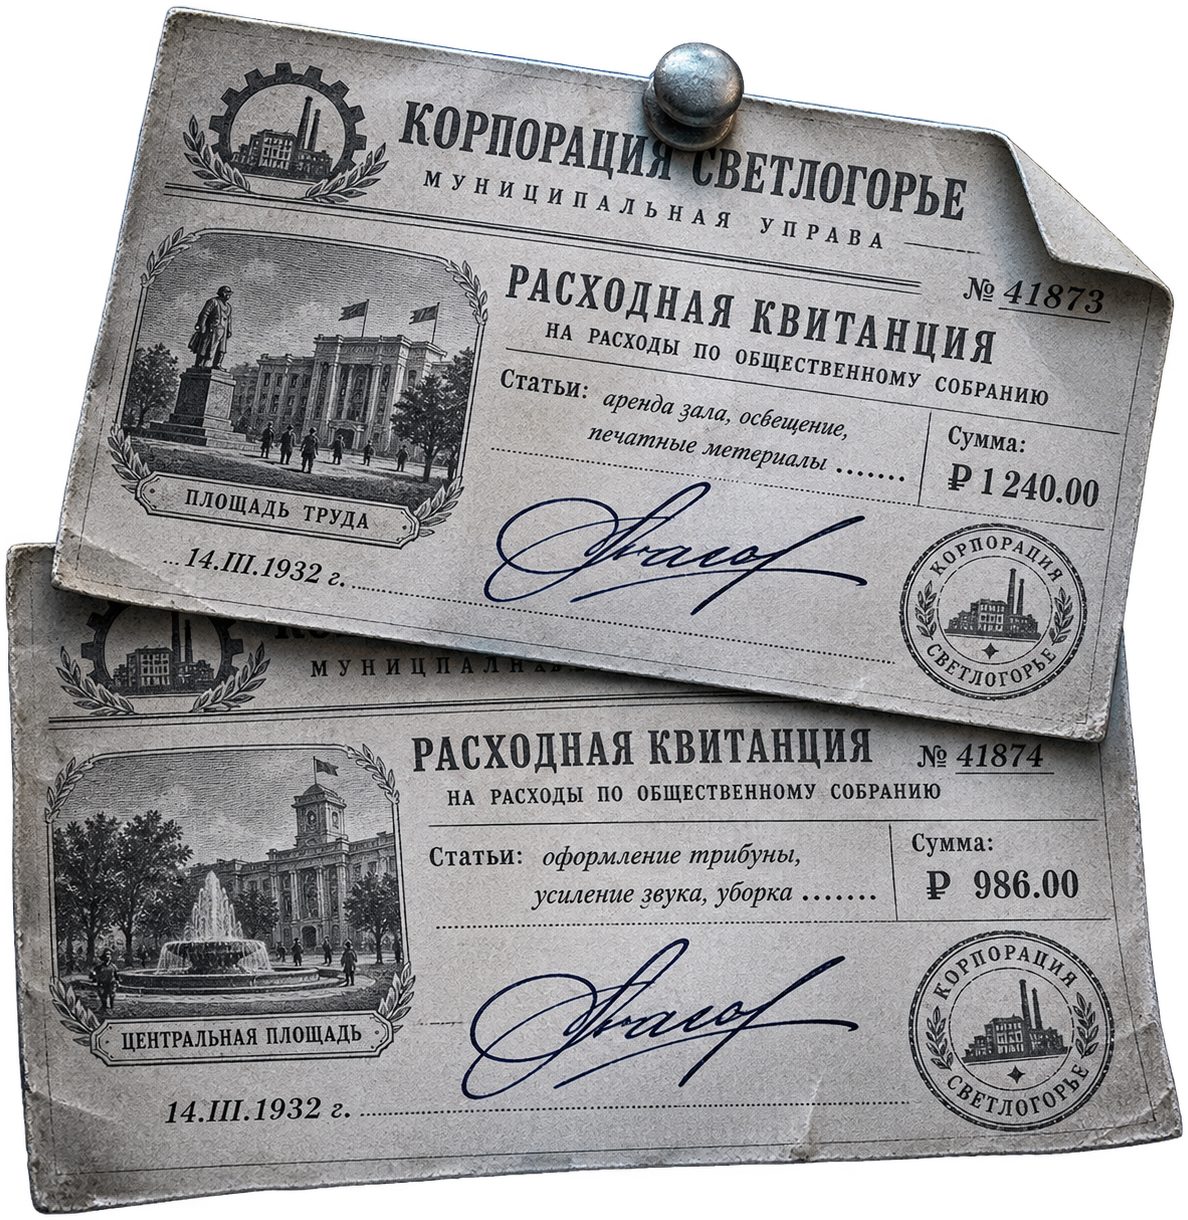 КОРПОРАЦИЯ СВЕТЛОГОРЬЕ
МУНИЦИПАЛЬНАЯ УПРАВА
№ 41873
РАСХОДНАЯ КВИТАНЦИЯ
НА РАСХОДЫ ПО ОБЩЕСТВЕННОМУ СОБРАНИЮ
Статьи: аренда зала, освещение,
печатные метериалы .......
Сумма:
₽ 1 240.00
ПЛОЩАДЬ ТРУДА
14.III.1932 г.
КОРПОРАЦИЯ
СВЕТЛОГОРЬЕ
РАСХОДНАЯ КВИТАНЦИЯ
№ 41874
НА РАСХОДЫ ПО ОБЩЕСТВЕННОМУ СОБРАНИЮ
Статьи: оформление трибуны,
усиление звука, уборка .......
Сумма:
₽ 986.00
ЦЕНТРАЛЬНАЯ ПЛОЩАДЬ
14.III.1932 г.
КОРПОРАЦИЯ
СВЕТЛОГОРЬЕ